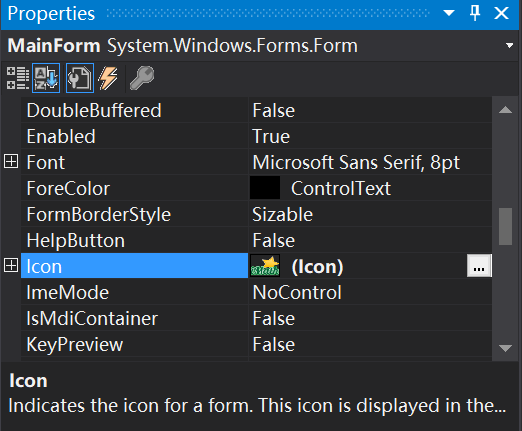 Properties
MainForm System.Windows.Forms.Form
DoubleBuffered False
Enabled True
Font Microsoft Sans Serif, 8pt
ForeColor ControlText
FormBorderStyle Sizable
HelpButton False
Icon (Icon) ...
ImeMode NoControl
IsMdiContainer False
KeyPreview False
Icon
Indicates the icon for a form. This icon is displayed in the...